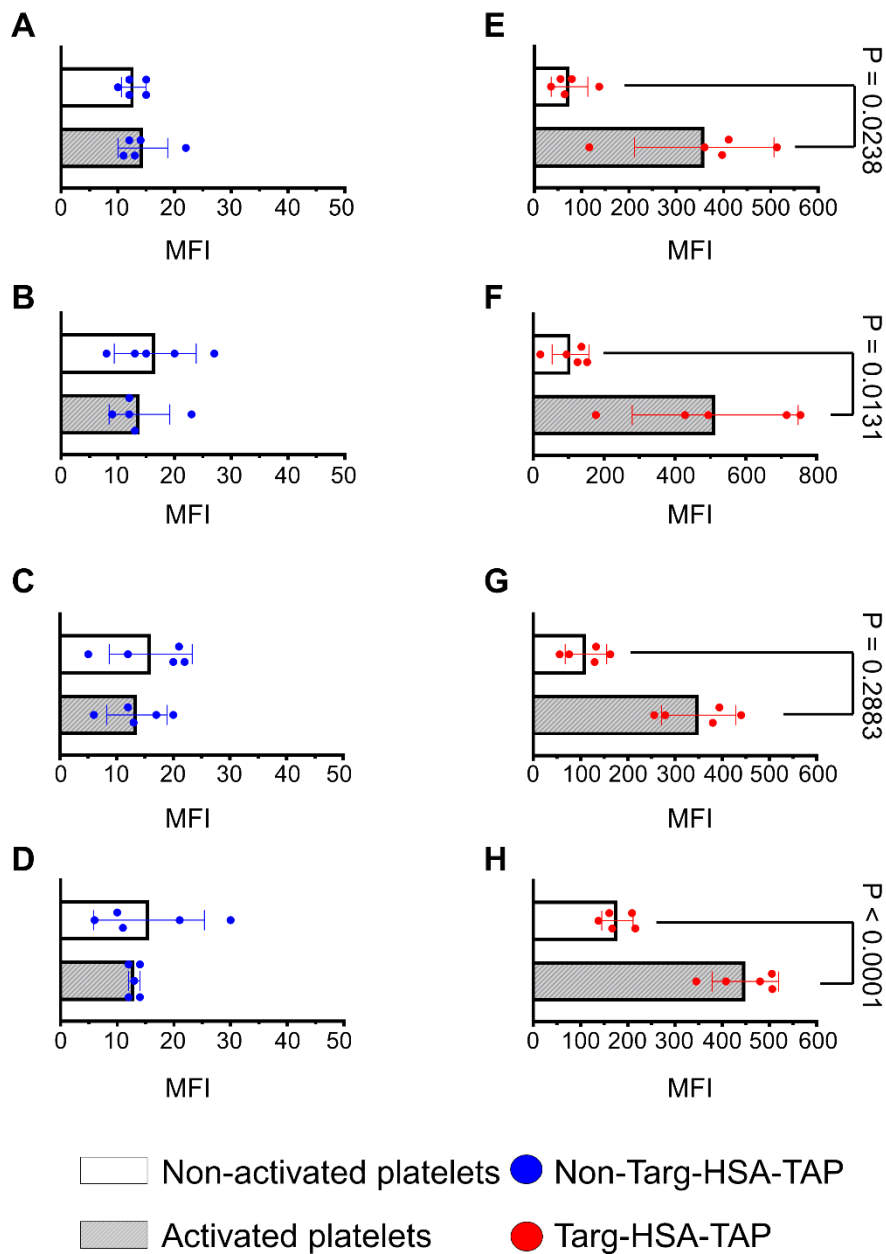 A
0 10 20 30 40 50
MFI
E
0 100 200 300 400 500 600
MFI
P = 0.0238
B
0 10 20 30 40 50
MFI
F
0 200 400 600 800
MFI
P = 0.0131
C
0 10 20 30 40 50
MFI
G
0 100 200 300 400 500 600
MFI
P = 0.2883
D
0 10 20 30 40 50
MFI
H
0 100 200 300 400 500 600
MFI
P < 0.0001
Non-activated platelets
Non-Targ-HSA-TAP
Activated platelets
Targ-HSA-TAP